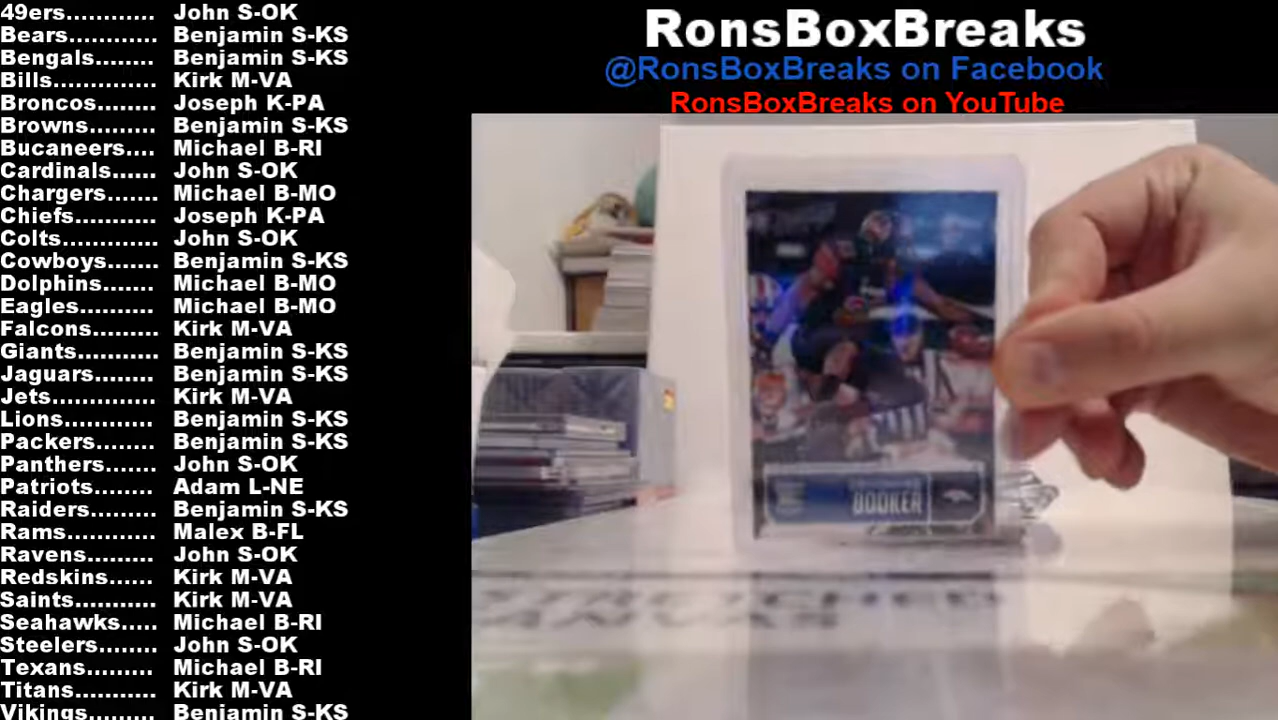 49ers............ John S-OK
Bears............ Benjamin S-KS
Bengals........ Benjamin S-KS
Bills............. Kirk M-VA
Broncos........ Joseph K-PA
Browns......... Benjamin S-KS
Bucaneers.... Michael B-RI
Cardinals...... John S-OK
Chargers....... Michael B-MO
Chiefs........... Joseph K-PA
Colts............. John S-OK
Cowboys....... Benjamin S-KS
Dolphins....... Michael B-MO
Eagles.......... Michael B-MO
Falcons......... Kirk M-VA
Giants........... Benjamin S-KS
Jaguars........ Benjamin S-KS
Jets.............. Kirk M-VA
Lions............ Benjamin S-KS
Packers........ Benjamin S-KS
Panthers....... John S-OK
Patriots........ Adam L-NE
Raiders......... Benjamin S-KS
Rams............ Malex B-FL
Ravens......... John S-OK
Redskins...... Kirk M-VA
Saints........... Kirk M-VA
Seahawks..... Michael B-RI
Steelers........ John S-OK
Texans......... Michael B-RI
Titans........... Kirk M-VA
Vikings......... Benjamin S-KS
RonsBoxBreaks
@RonsBoxBreaks on Facebook
RonsBoxBreaks on YouTube
BOOKER